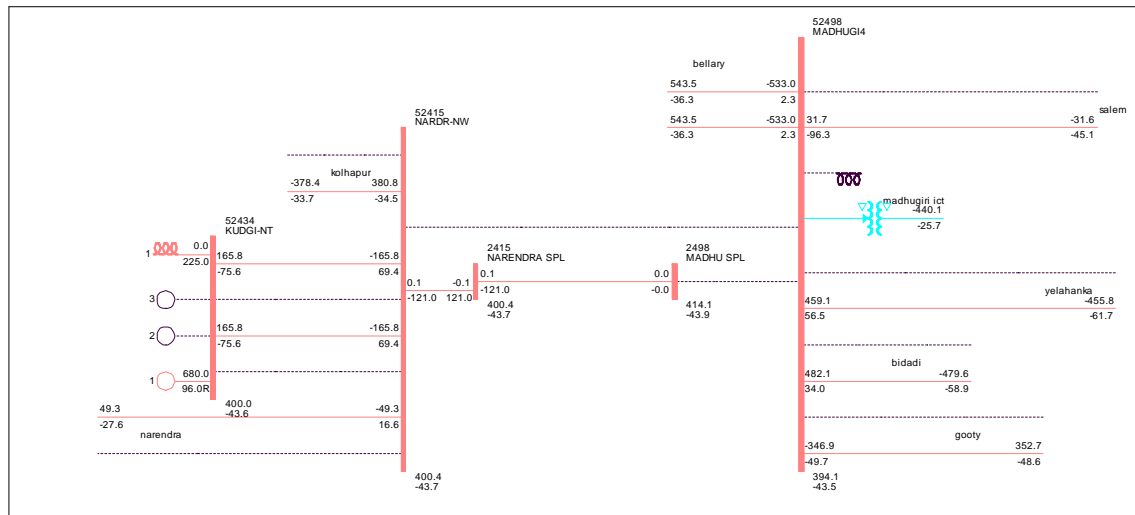 52498
MADHUGI4
bellary
543.5 -533.0
-36.3 2.3
salem
543.5 -533.0 31.7 -31.6
-36.3 2.3 -96.3 -45.1
52415
NARDR-NW
kolhapur
-378.4 380.8
-33.7 -34.5
madhugiri ict
-440.1
-25.7
52434
KUDGI-NT
1 0.0
225.0
165.8 -165.8
-75.6 69.4
2415
NARENDRA SPL
2498
MADHU SPL
0.1 -0.1 0.1 0.0
-121.0 121.0 -121.0 -0.0
400.4
-43.7
414.1
-43.9
3
yelahanka
459.1 -455.8
56.5 -61.7
2
165.8 -165.8
-75.6 69.4
bidadi
1 680.0
96.0R
482.1 -479.6
34.0 -58.9
400.0
-43.6
49.3 -49.3
-27.6 16.6
narendra
gooty
-346.9 352.7
-49.7 -48.6
400.4
-43.7
394.1
-43.5